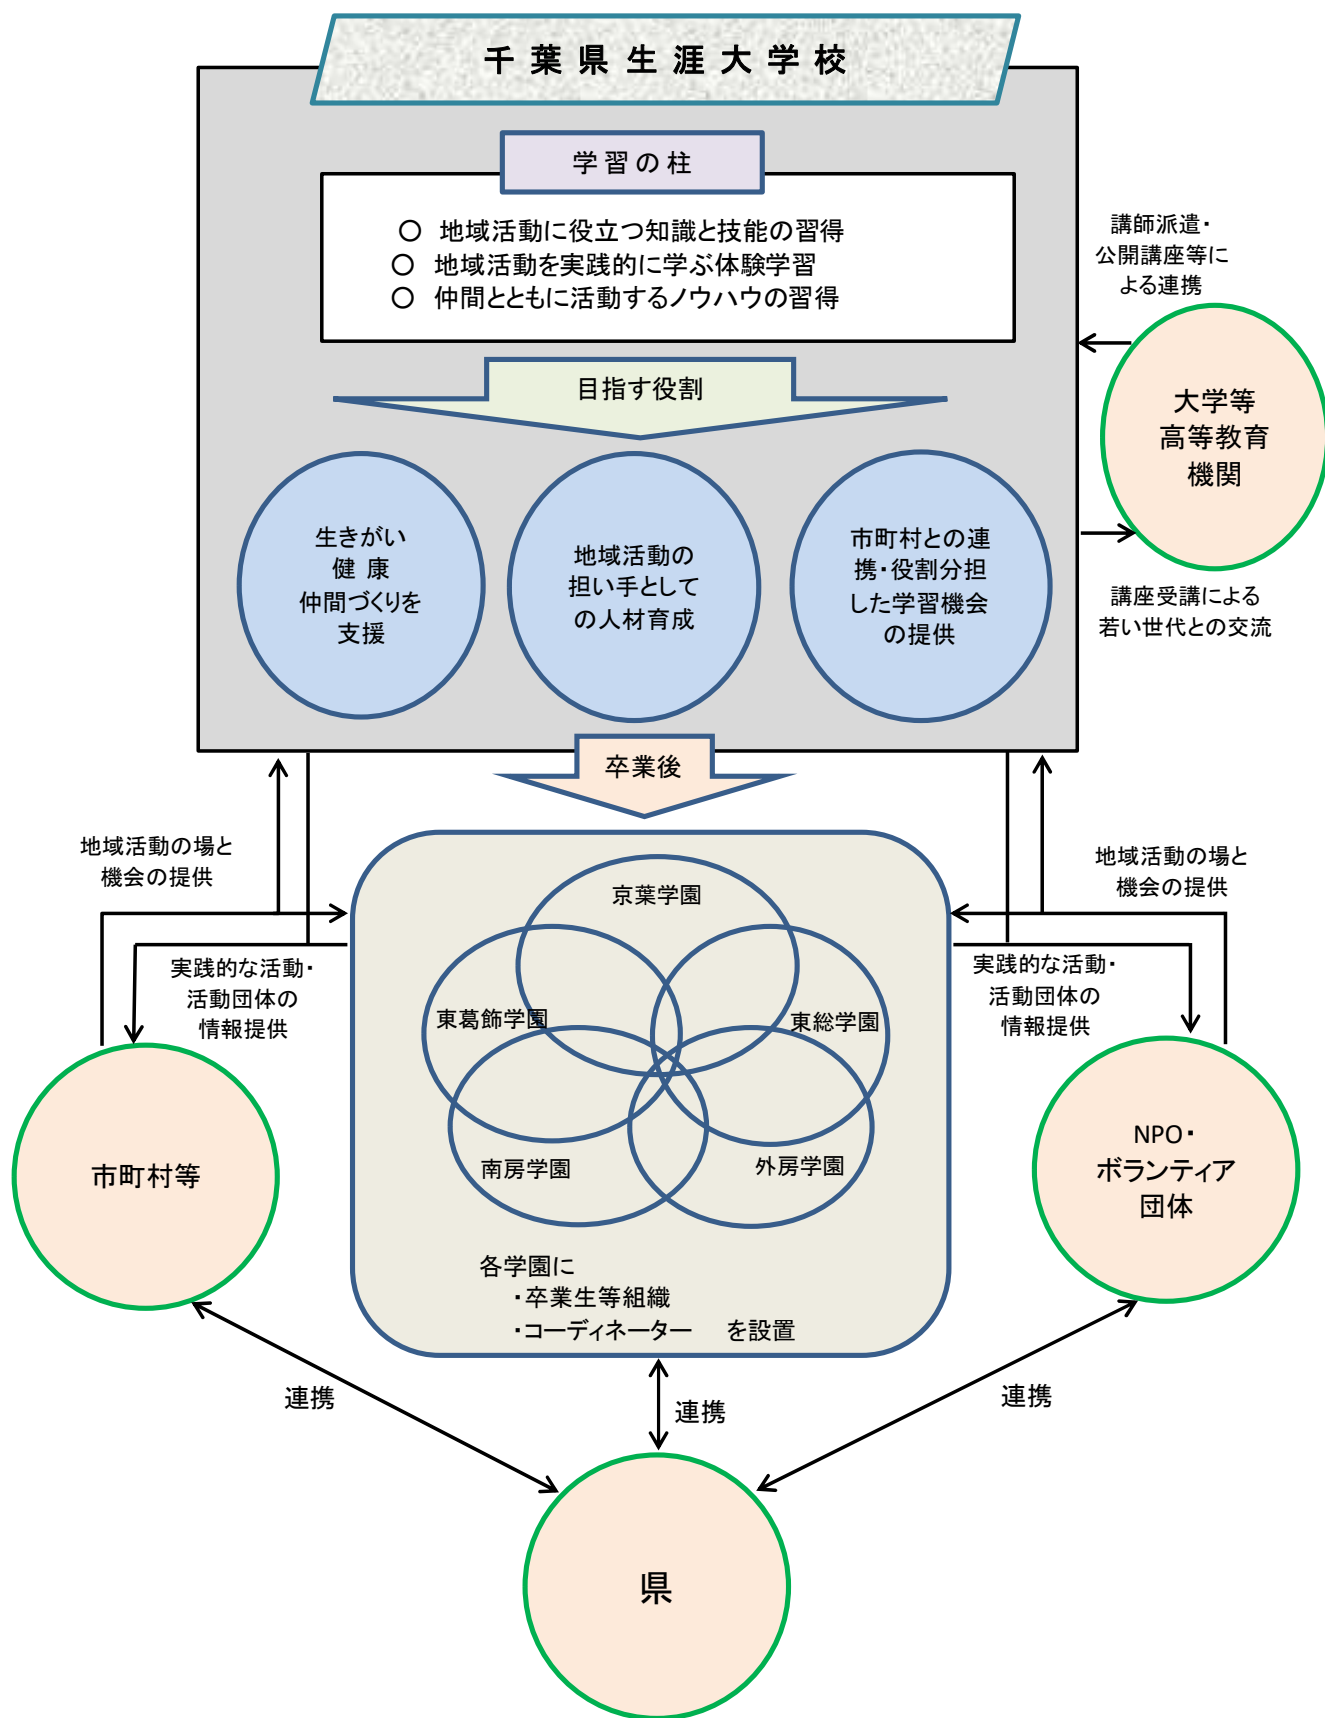 千葉県生涯大学校
学習の柱
○ 地域活動に役立つ知識と技能の習得
○ 地域活動を実践的に学ぶ体験学習
○ 仲間とともに活動するノウハウの習得
講師派遣・
公開講座等に
よる連携
目指す役割
大学等
高等教育
機関
生きがい
健 康
仲間づくりを
支援
地域活動の
担い手として
の人材育成
市町村との連
携・役割分担
した学習機会
の提供
講座受講による
若い世代との交流
卒業後
地域活動の場と
機会の提供
地域活動の場と
機会の提供
京葉学園
実践的な活動・
活動団体の
情報提供
実践的な活動・
活動団体の
情報提供
東葛飾学園
東総学園
南房学園
外房学園
市町村等
NPO・
ボランティア
団体
各学園に
・卒業生等組織
・コーディネーター を設置
連携
連携
連携
県